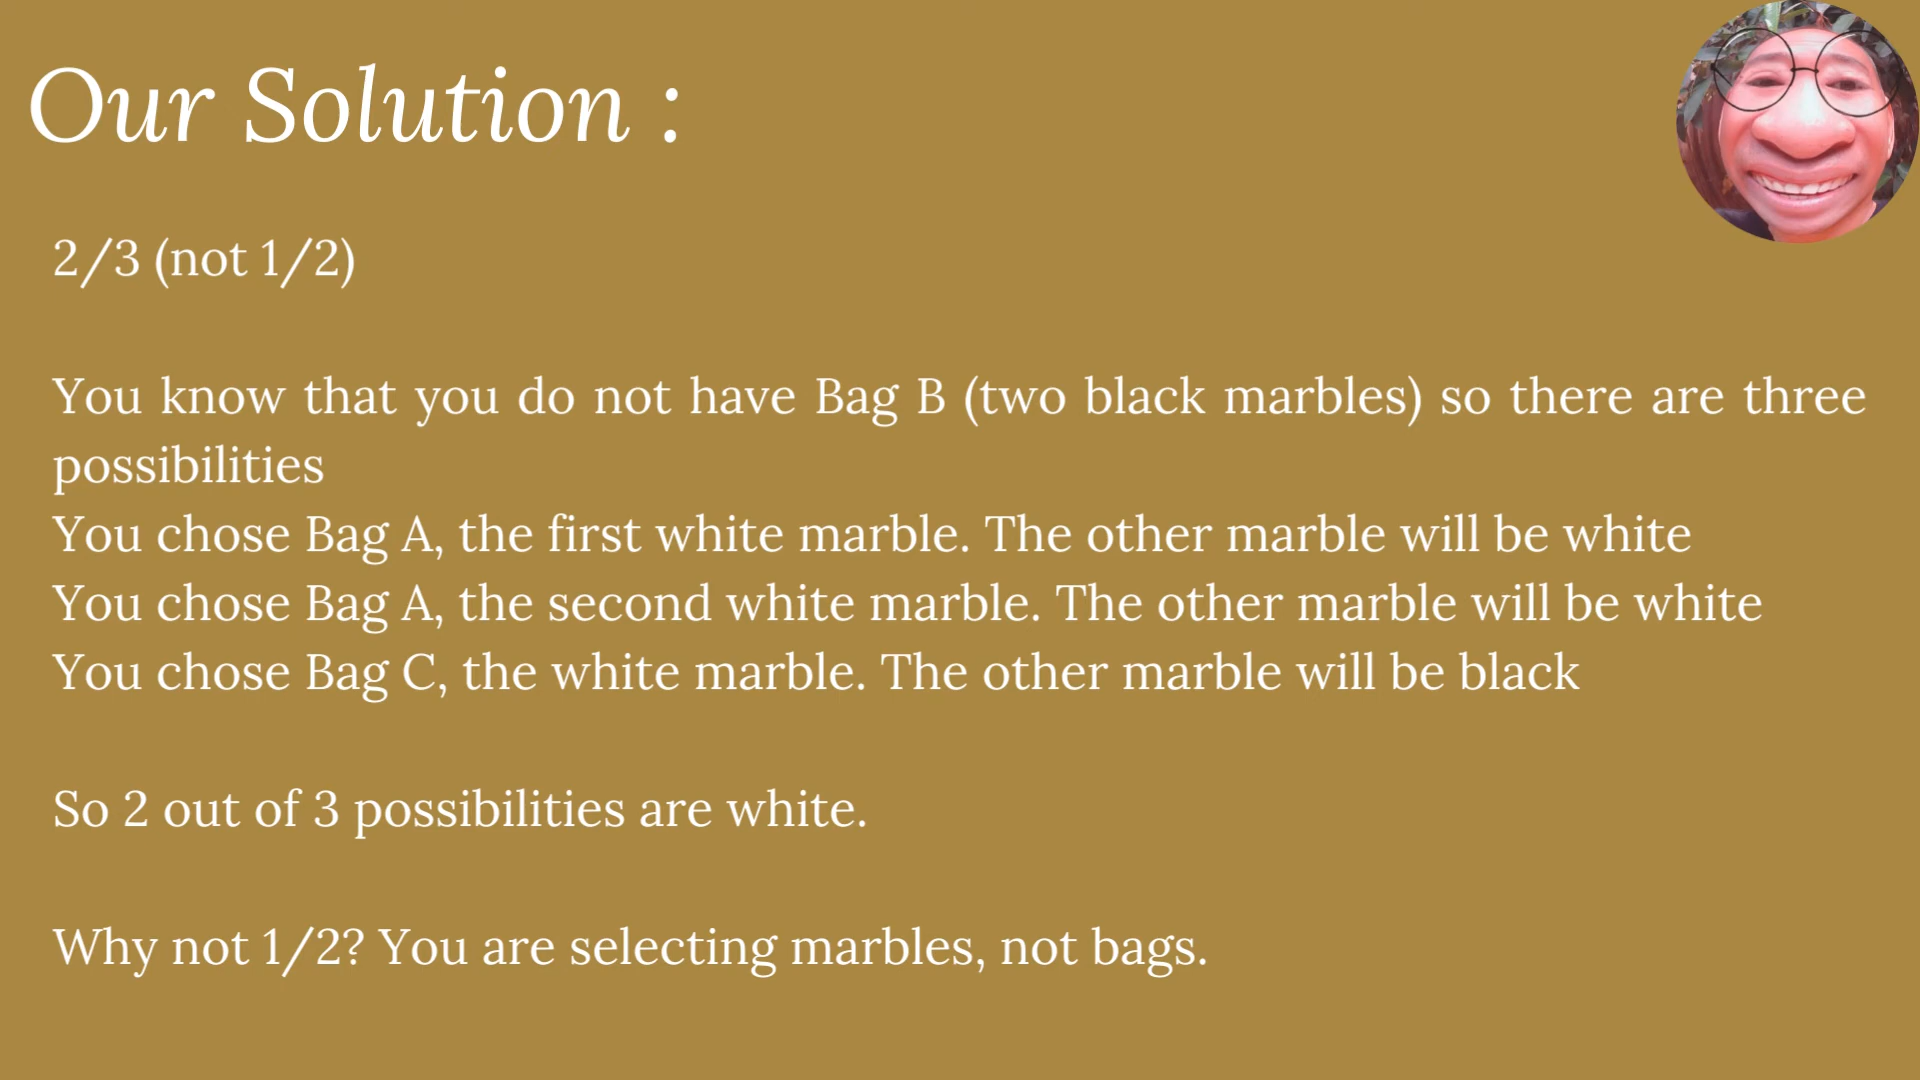 Our Solution :
2/3 (not 1/2)
You know that you do not have Bag B (two black marbles) so there are three
possibilities
You chose Bag A, the first white marble. The other marble will be white
You chose Bag A, the second white marble. The other marble will be white
You chose Bag C, the white marble. The other marble will be black
So 2 out of 3 possibilities are white.
Why not 1/2? You are selecting marbles, not bags.